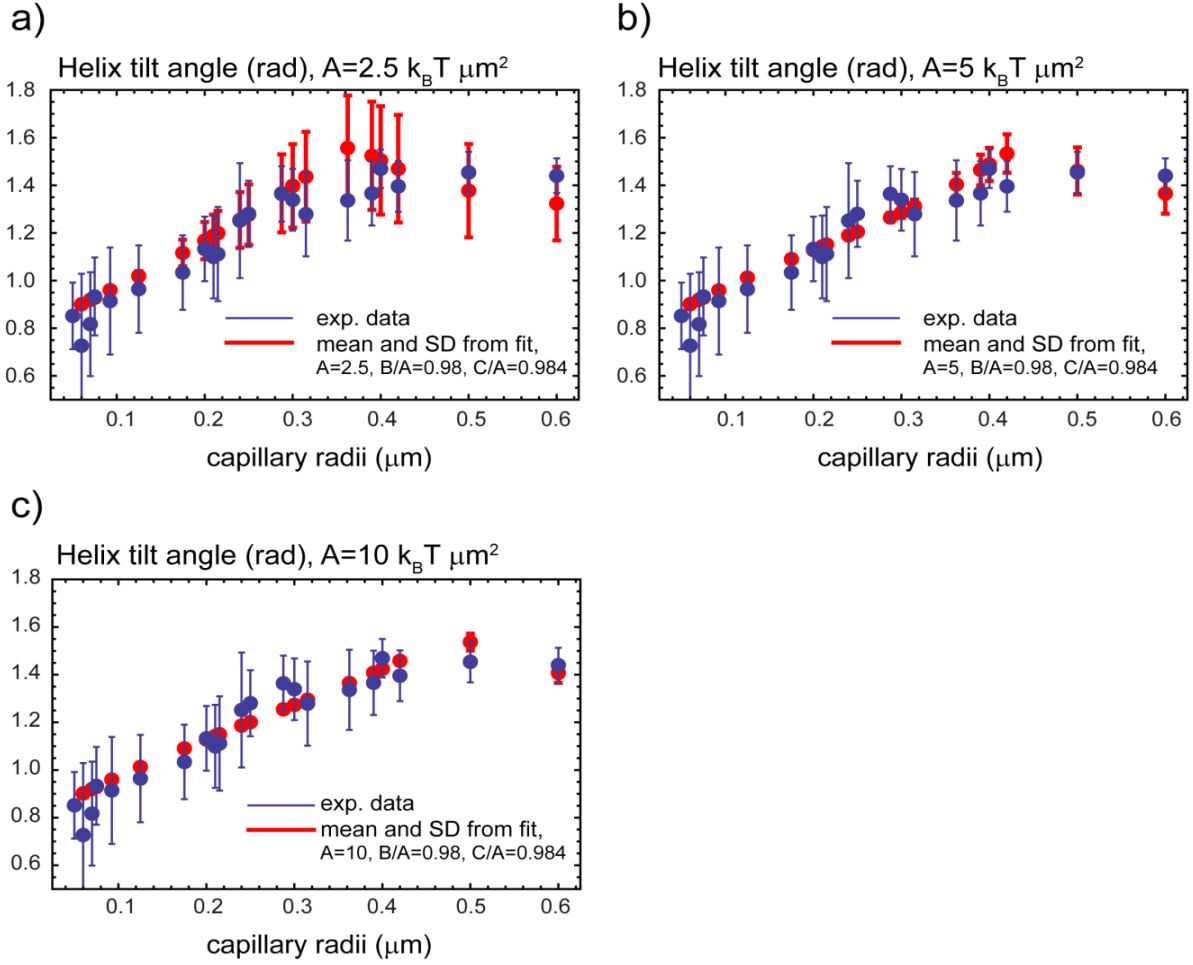 a)
Helix tilt angle (rad), A=2.5 k_BT μm²
1.8
1.6
1.4
1.2
1.0
0.8
0.6
exp. data
mean and SD from fit,
A=2.5, B/A=0.98, C/A=0.984
0.1 0.2 0.3 0.4 0.5 0.6
capillary radii (μm)
b)
Helix tilt angle (rad), A=5 k_BT μm²
1.8
1.6
1.4
1.2
1.0
0.8
0.6
exp. data
mean and SD from fit,
A=5, B/A=0.98, C/A=0.984
0.1 0.2 0.3 0.4 0.5 0.6
capillary radii (μm)
c)
Helix tilt angle (rad), A=10 k_BT μm²
1.8
1.6
1.4
1.2
1.0
0.8
0.6
exp. data
mean and SD from fit,
A=10, B/A=0.98, C/A=0.984
0.1 0.2 0.3 0.4 0.5 0.6
capillary radii (μm)